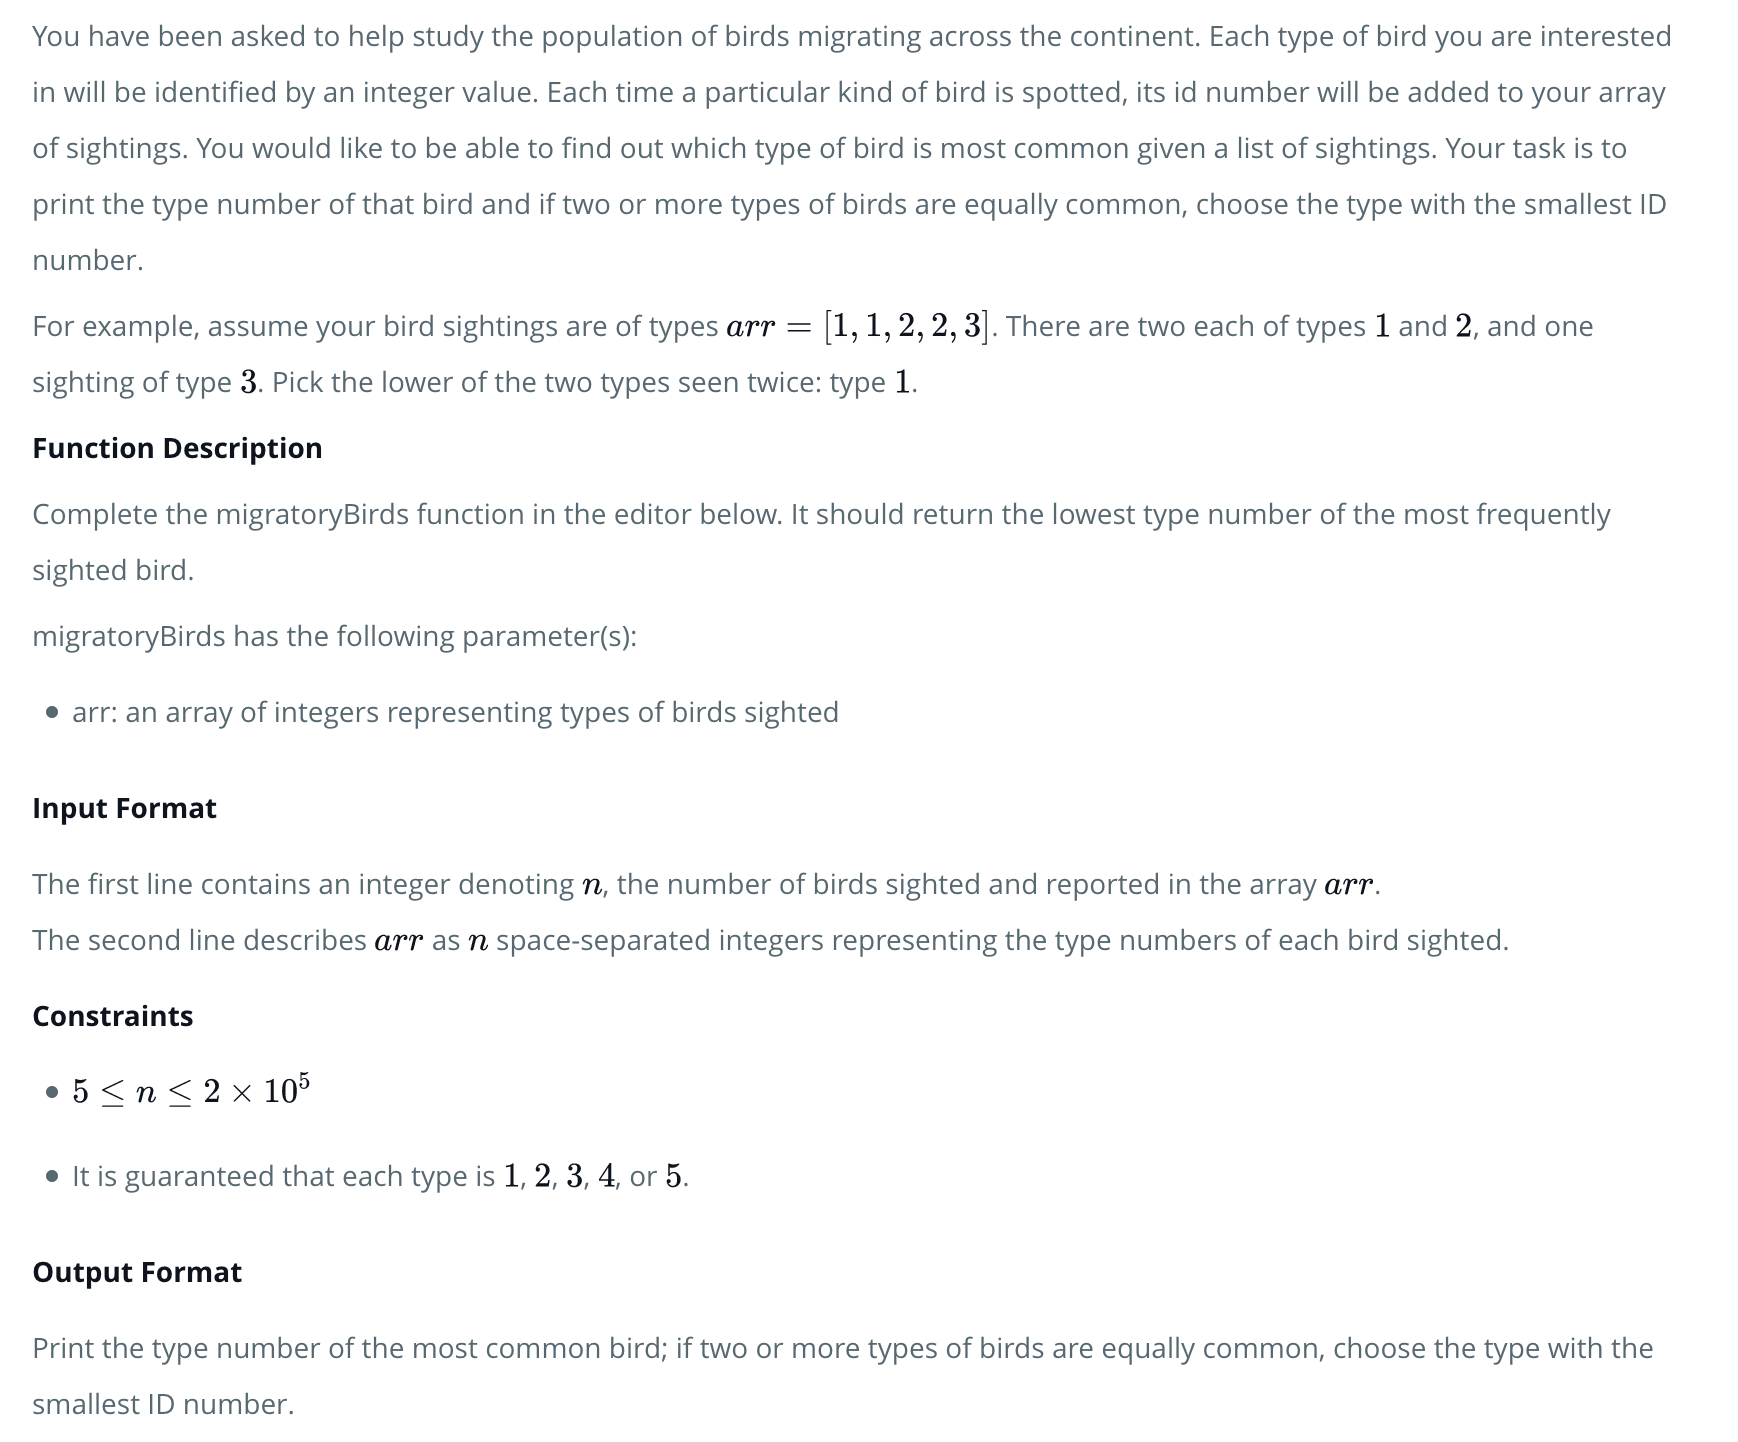 You have been asked to help study the population of birds migrating across the continent. Each type of bird you are interested
in will be identified by an integer value. Each time a particular kind of bird is spotted, its id number will be added to your array
of sightings. You would like to be able to find out which type of bird is most common given a list of sightings. Your task is to
print the type number of that bird and if two or more types of birds are equally common, choose the type with the smallest ID
number.
For example, assume your bird sightings are of types arr = [1, 1, 2, 2, 3]. There are two each of types 1 and 2, and one
sighting of type 3. Pick the lower of the two types seen twice: type 1.
Function Description
Complete the migratoryBirds function in the editor below. It should return the lowest type number of the most frequently
sighted bird.
migratoryBirds has the following parameter(s):
• arr: an array of integers representing types of birds sighted
Input Format
The first line contains an integer denoting n, the number of birds sighted and reported in the array arr.
The second line describes arr as n space-separated integers representing the type numbers of each bird sighted.
Constraints
• 5 ≤ n ≤ 2 × 10⁵
• It is guaranteed that each type is 1, 2, 3, 4, or 5.
Output Format
Print the type number of the most common bird; if two or more types of birds are equally common, choose the type with the
smallest ID number.